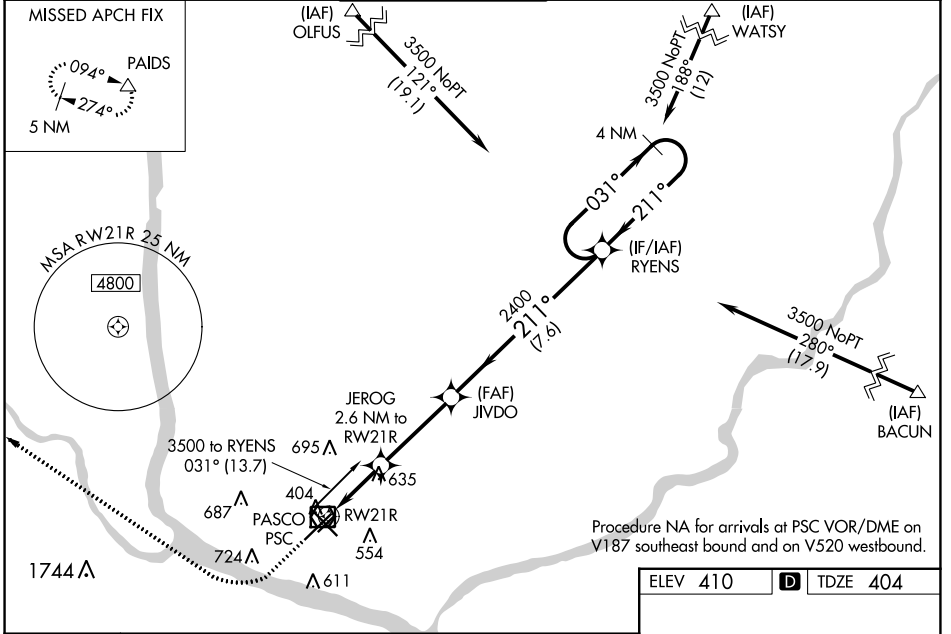 MISSED APCH FIX
094°
PAIDS
274°
5 NM
(IAF)
OLFUS
3500 NoPT
121°
(19.1)
(IAF)
WATSY
3500 NoPT
188°
(12)
4 NM
031°
211°
(IF/IAF)
RYENS
MSA RW21R 25 NM
4800
2400
211°
(7.6)
3500 NoPT
280°
(17.9)
(IAF)
BACUN
(FAF)
JIVDO
JEROG
2.6 NM to
RW21R
3500 to RYENS
031° (13.7)
695
635
687
404
PASCO
PSC
RW21R
554
724
611
1744
Procedure NA for arrivals at PSC VOR/DME on
V187 southeast bound and on V520 westbound.
ELEV 410 D TDZE 404